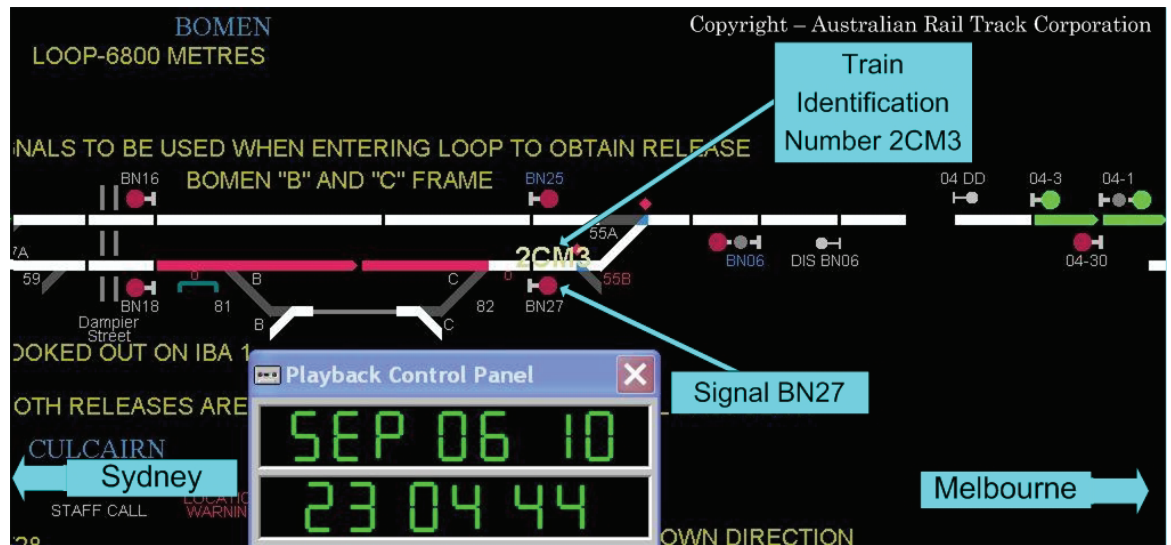 BOMEN
Copyright – Australian Rail Track Corporation
LOOP-6800 METRES
Train
Identification
Number 2CM3
NALS TO BE USED WHEN ENTERING LOOP TO OBTAIN RELEASE
BN16
BOMEN "B" AND "C" FRAME
BN25
04 DD
04-3
04-1
55A
BN06
DIS BN06
04-30
7A
59
2CM3
55B
0
B
C
0
BN18
81
82
BN27
Dampier
Street
B
C
OOKED OUT ON IBA 1
Playback Control Panel
Signal BN27
OTH RELEASES ARE
L
SEP 06 10
CULCAIRN
Sydney
Melbourne
23 04 44
STAFF CALL
WARNIN
OWN DIRECTION